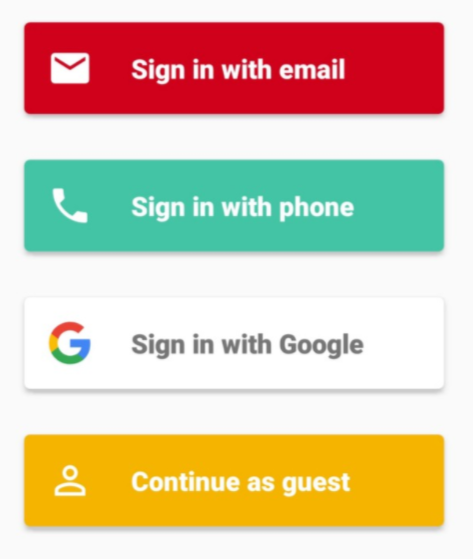 Sign in with email
Sign in with phone
Sign in with Google
Continue as guest